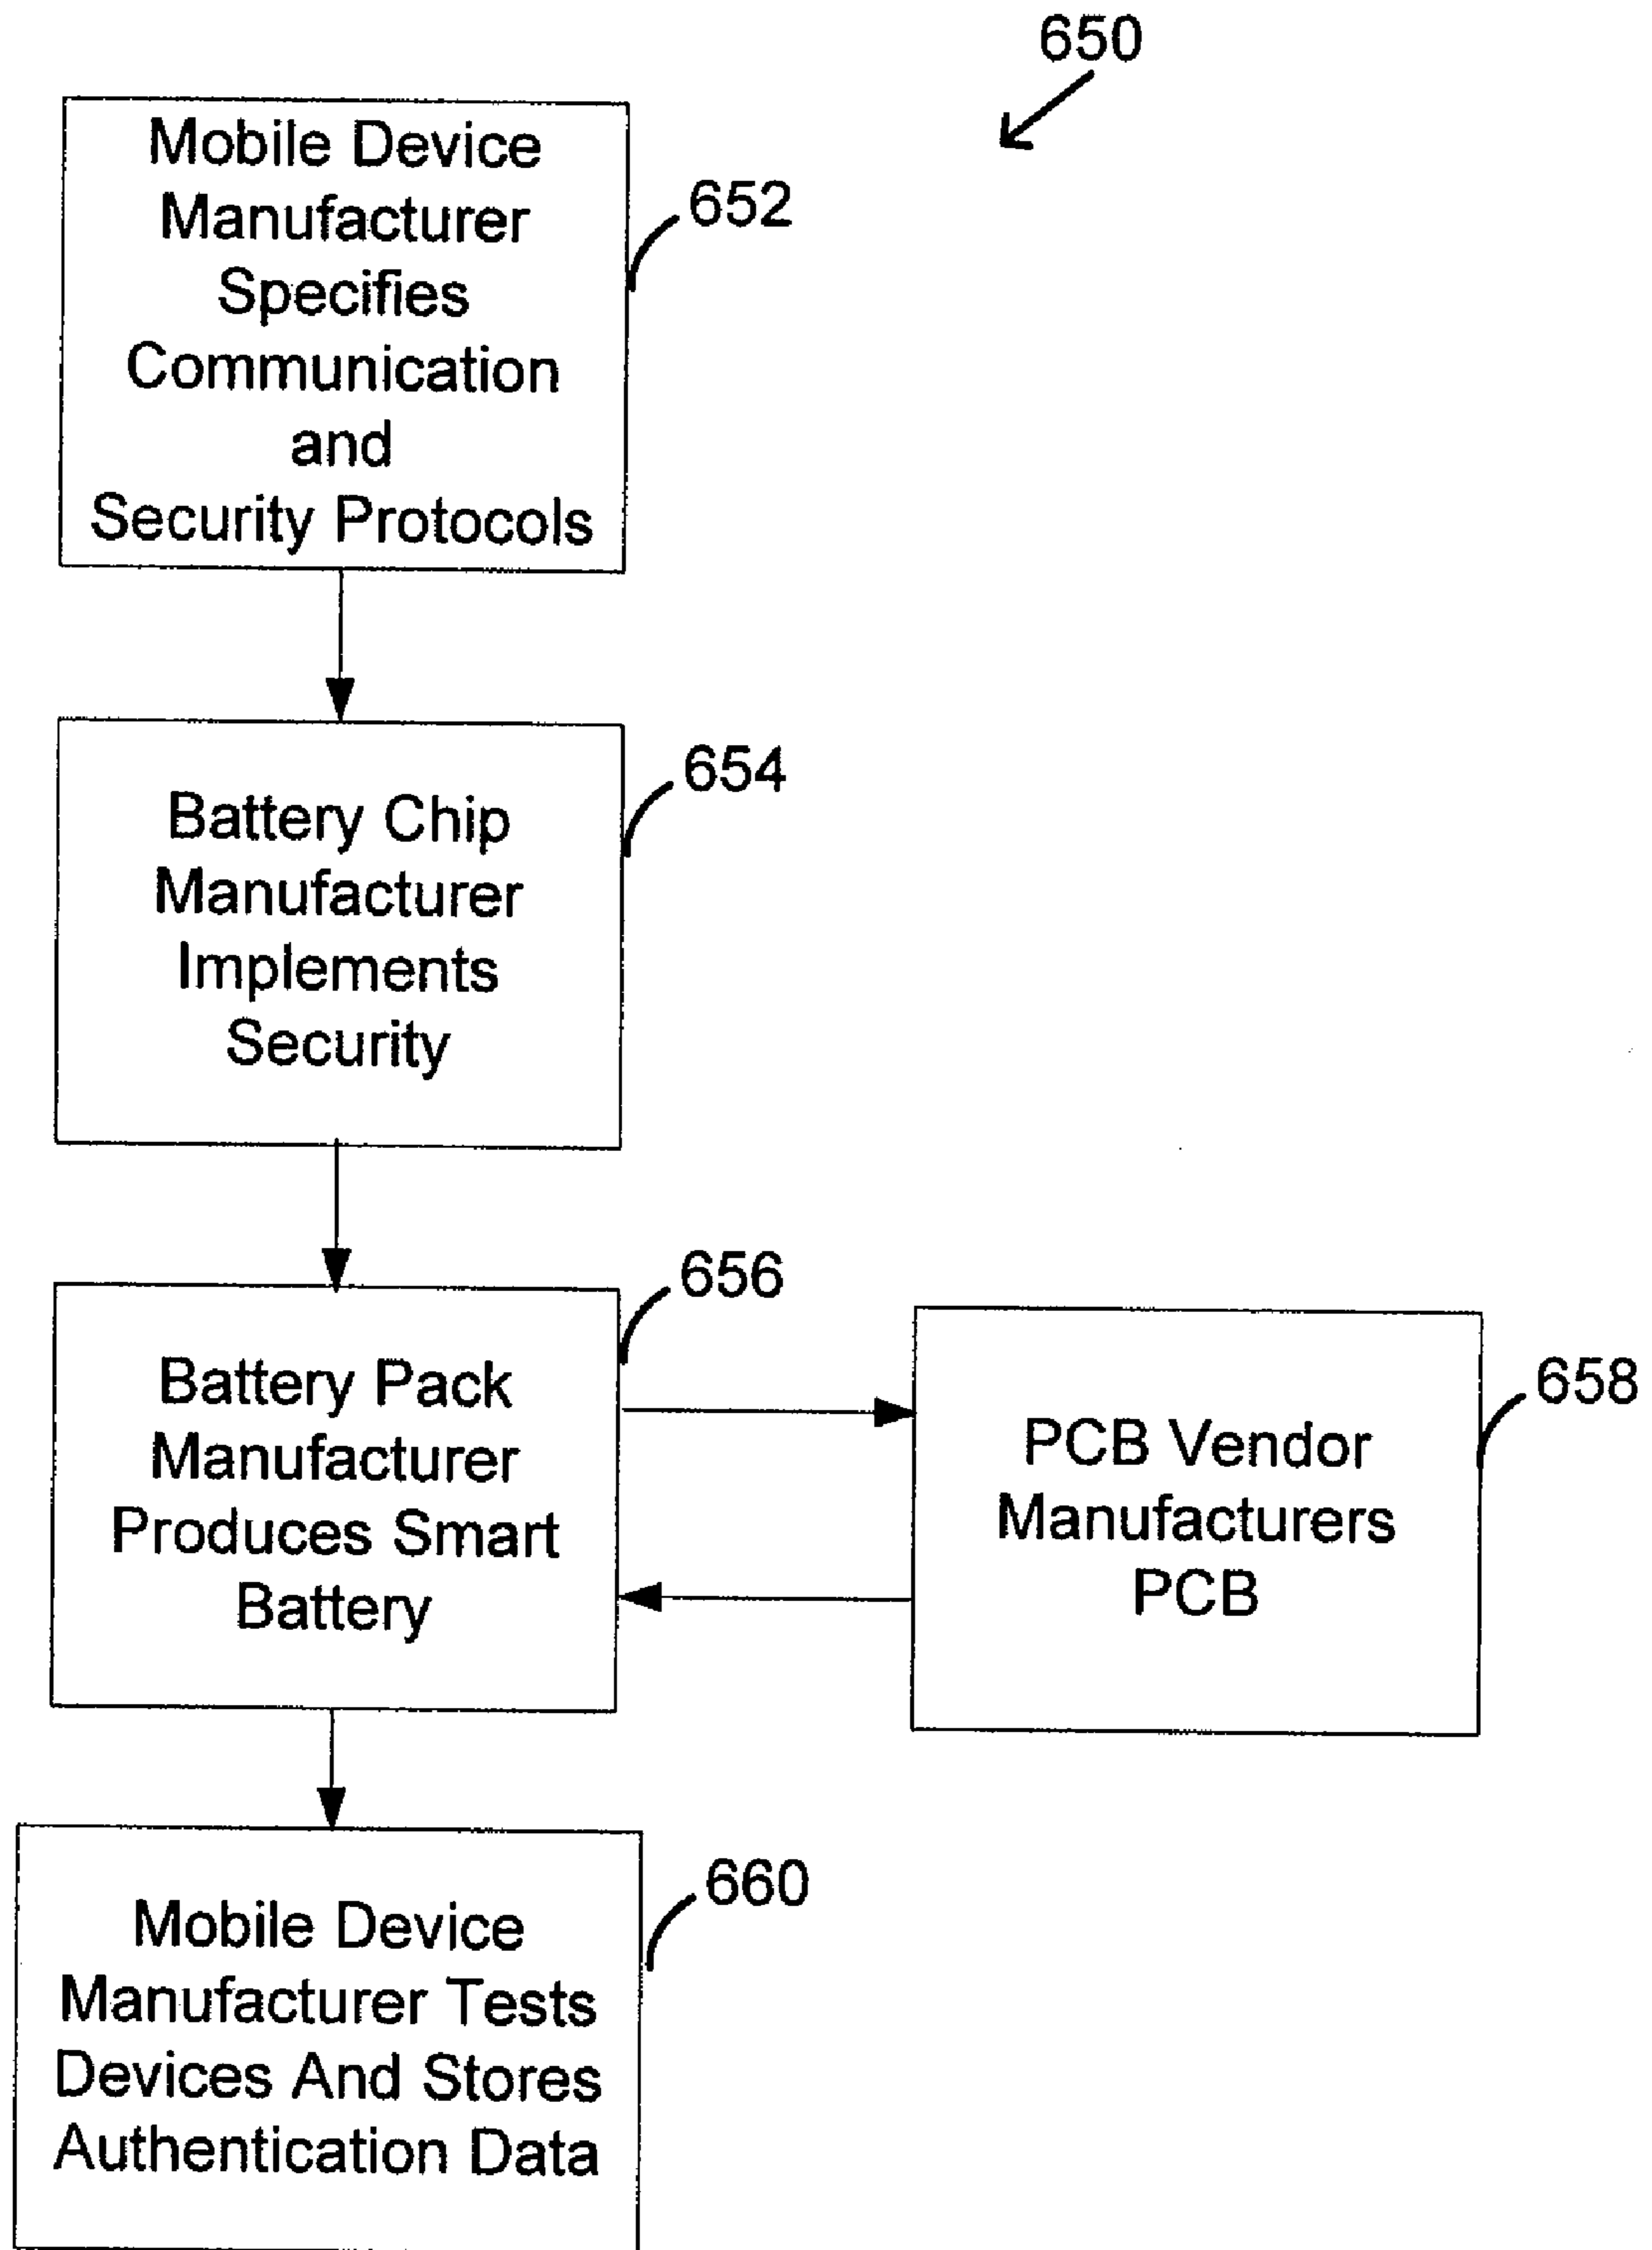 650
Mobile Device
Manufacturer
Specifies
Communication
and
Security Protocols
652
Battery Chip
Manufacturer
Implements
Security
654
Battery Pack
Manufacturer
Produces Smart
Battery
656
PCB Vendor
Manufacturers
PCB
658
Mobile Device
Manufacturer Tests
Devices And Stores
Authentication Data
660